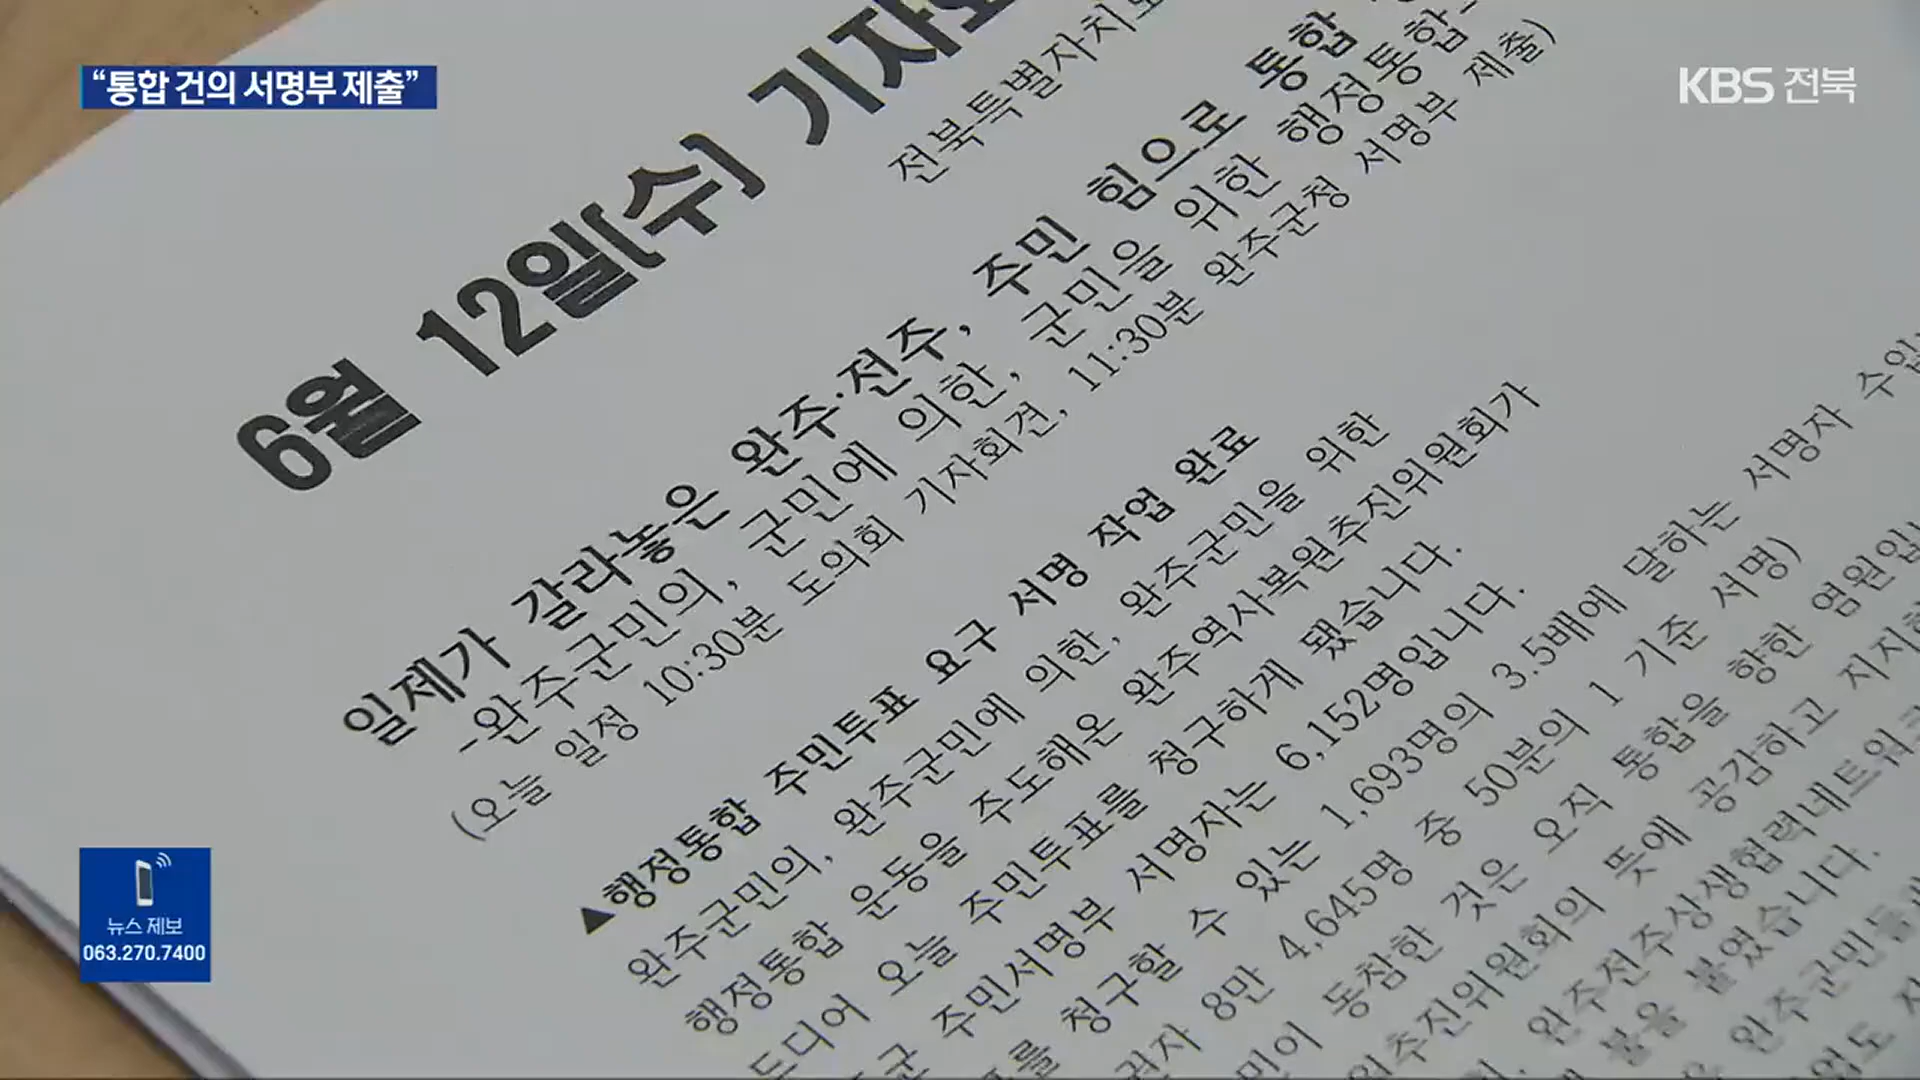 “통합 건의 서명부 제출”
KBS 전북
6월 12일(수)
전북특별자치도
일제가 갈라놓은 완주·전주, 주민 힘으로 통합
-완주군민의, 군민에 의한, 군민을 위한 행정통합-
(오늘 일정 10:30분 도의회 기자회견, 11:30분 완주군청 서명부 제출)
▲행정통합 주민투표 요구 서명 작업 완료
완주군민의, 완주군민에 의한, 완주군민을 위한
행정통합 운동을 주도해온 완주역사복원추진위원회가
드디어 오늘 주민투표를 청구하게 됐습니다.
주민서명부 서명자는 6,152명입니다.
청구할 수 있는 1,693명의 3.5배에 달하는 서명자
8만 4,645명 중 50분의 1 기준 서명)
동참한 것은 오직 통합을 향한
뜻에 공감하고
완주전주상생협력네트워크
불을 붙였습니다.
뉴스 제보
063.270.7400